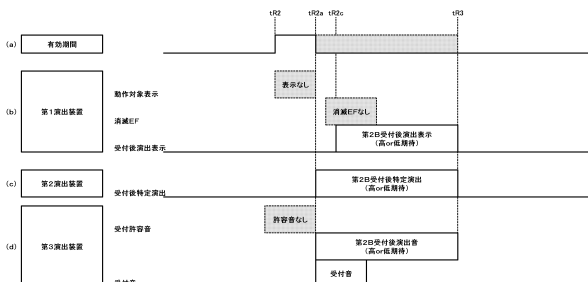 tR2 tR2a tR2c tR3
(a) 有効期間
動作対象表示 表示なし
(b) 第1演出装置 消滅EF 消滅EFなし
受付後演出表示 第2B受付後演出表示
(高or低期待)
(c) 第2演出装置 受付後特定演出 第2B受付後特定演出
(高or低期待)
受付許容音 許容音なし
(d) 第3演出装置 第2B受付後演出音
(高or低期待)
受付音 受付音